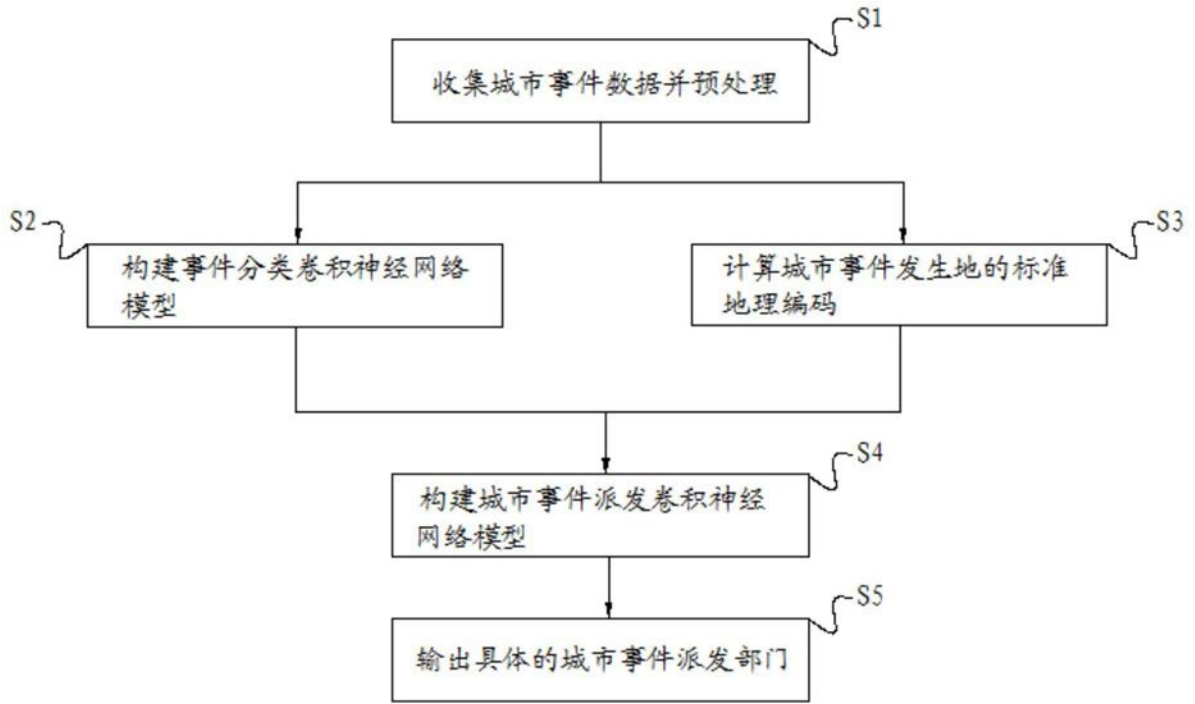 S1
收集城市事件数据并预处理
S2
构建事件分类卷积神经网络
模型
S3
计算城市事件发生地的标准
地理编码
S4
构建城市事件派发卷积神经
网络模型
S5
输出具体的城市事件派发部门